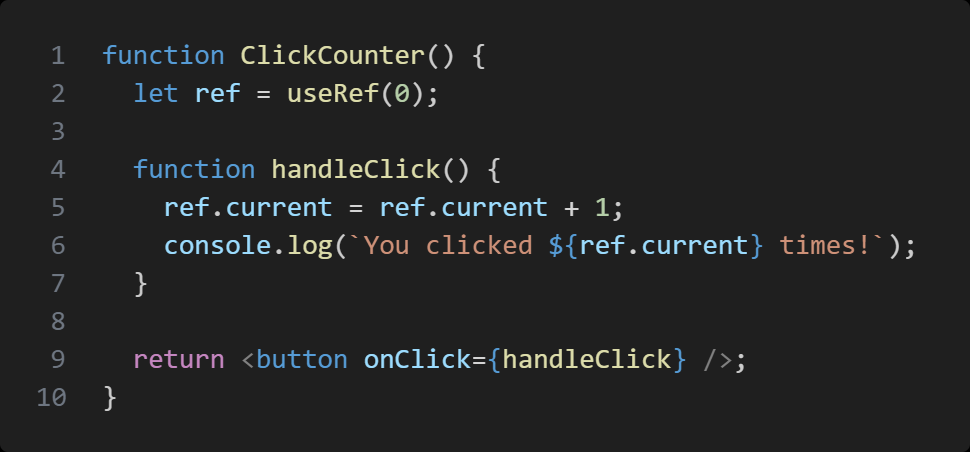 1 function ClickCounter() {
2   let ref = useRef(0);
3
4   function handleClick() {
5     ref.current = ref.current + 1;
6     console.log(`You clicked ${ref.current} times!`);
7   }
8
9   return <button onClick={handleClick} />;
10 }